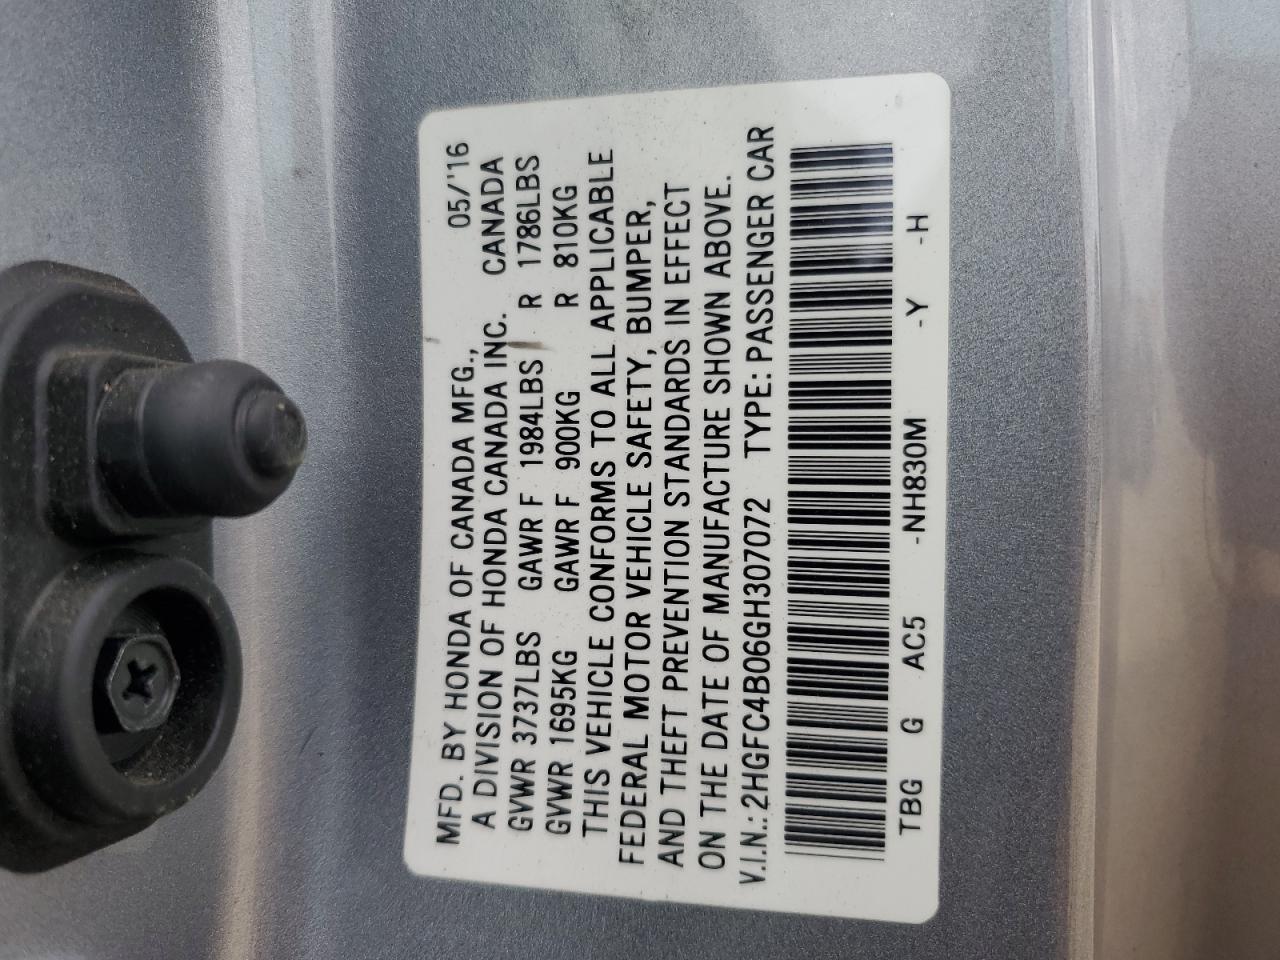 05/'16
MFD. BY HONDA OF CANADA MFG.,
A DIVISION OF HONDA CANADA INC. CANADA
GVWR 3737LBS GAWR F 1984LBS R 1786LBS
GVWR 1695KG GAWR F 900KG R 810KG
THIS VEHICLE CONFORMS TO ALL APPLICABLE
FEDERAL MOTOR VEHICLE SAFETY, BUMPER,
AND THEFT PREVENTION STANDARDS IN EFFECT
ON THE DATE OF MANUFACTURE SHOWN ABOVE.
V.I.N.: 2HGFC4B06GH307072 TYPE: PASSENGER CAR
TBG G AC5 -NH830M -Y -H